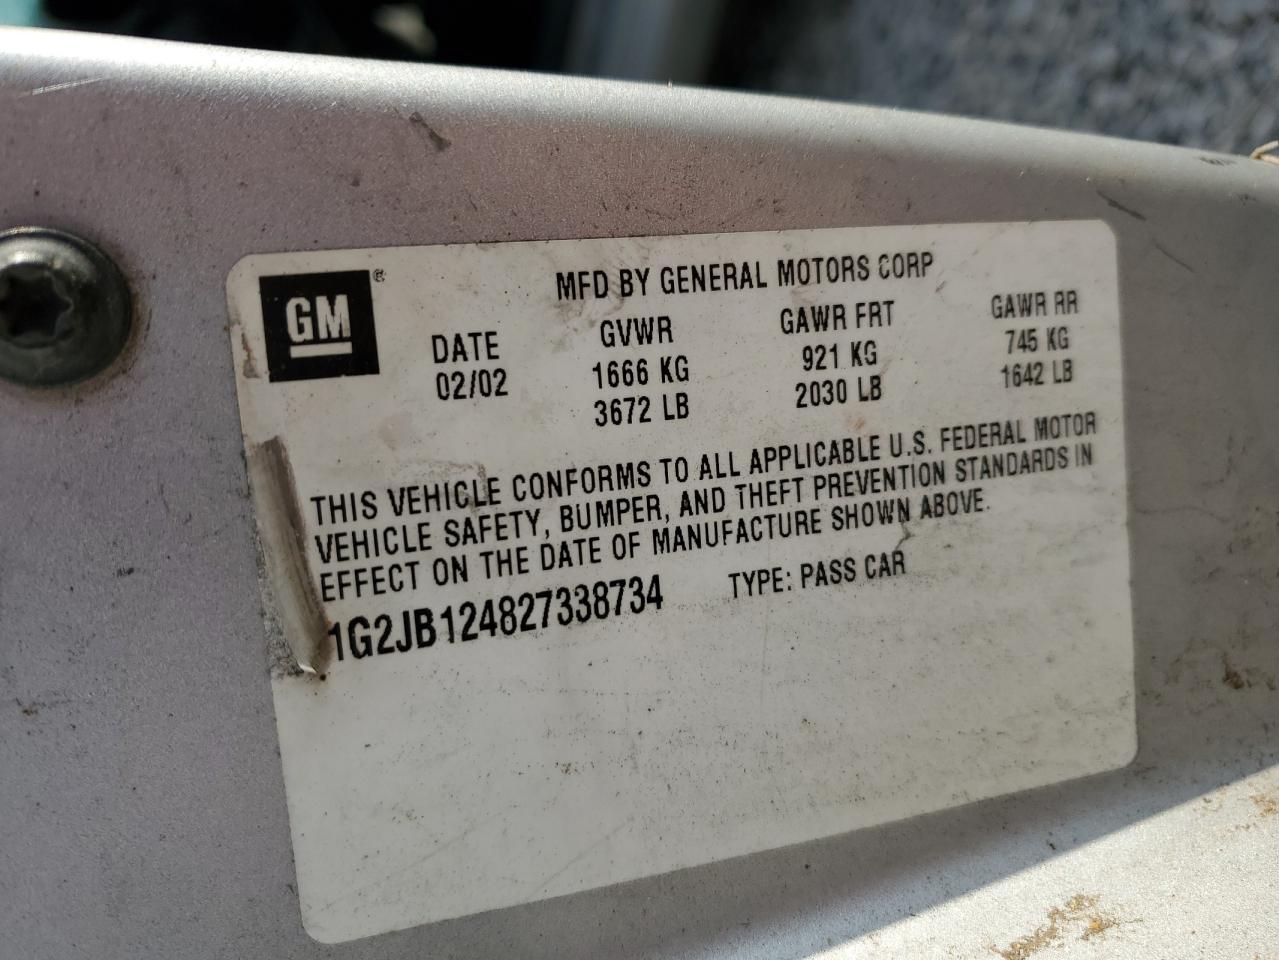 GM ®
MFD BY GENERAL MOTORS CORP
DATE GVWR GAWR FRT GAWR RR
02/02 1666 KG 921 KG 745 KG
3672 LB 2030 LB 1642 LB
THIS VEHICLE CONFORMS TO ALL APPLICABLE U.S. FEDERAL MOTOR
VEHICLE SAFETY, BUMPER, AND THEFT PREVENTION STANDARDS IN
EFFECT ON THE DATE OF MANUFACTURE SHOWN ABOVE.
1G2JB124827338734 TYPE: PASS CAR